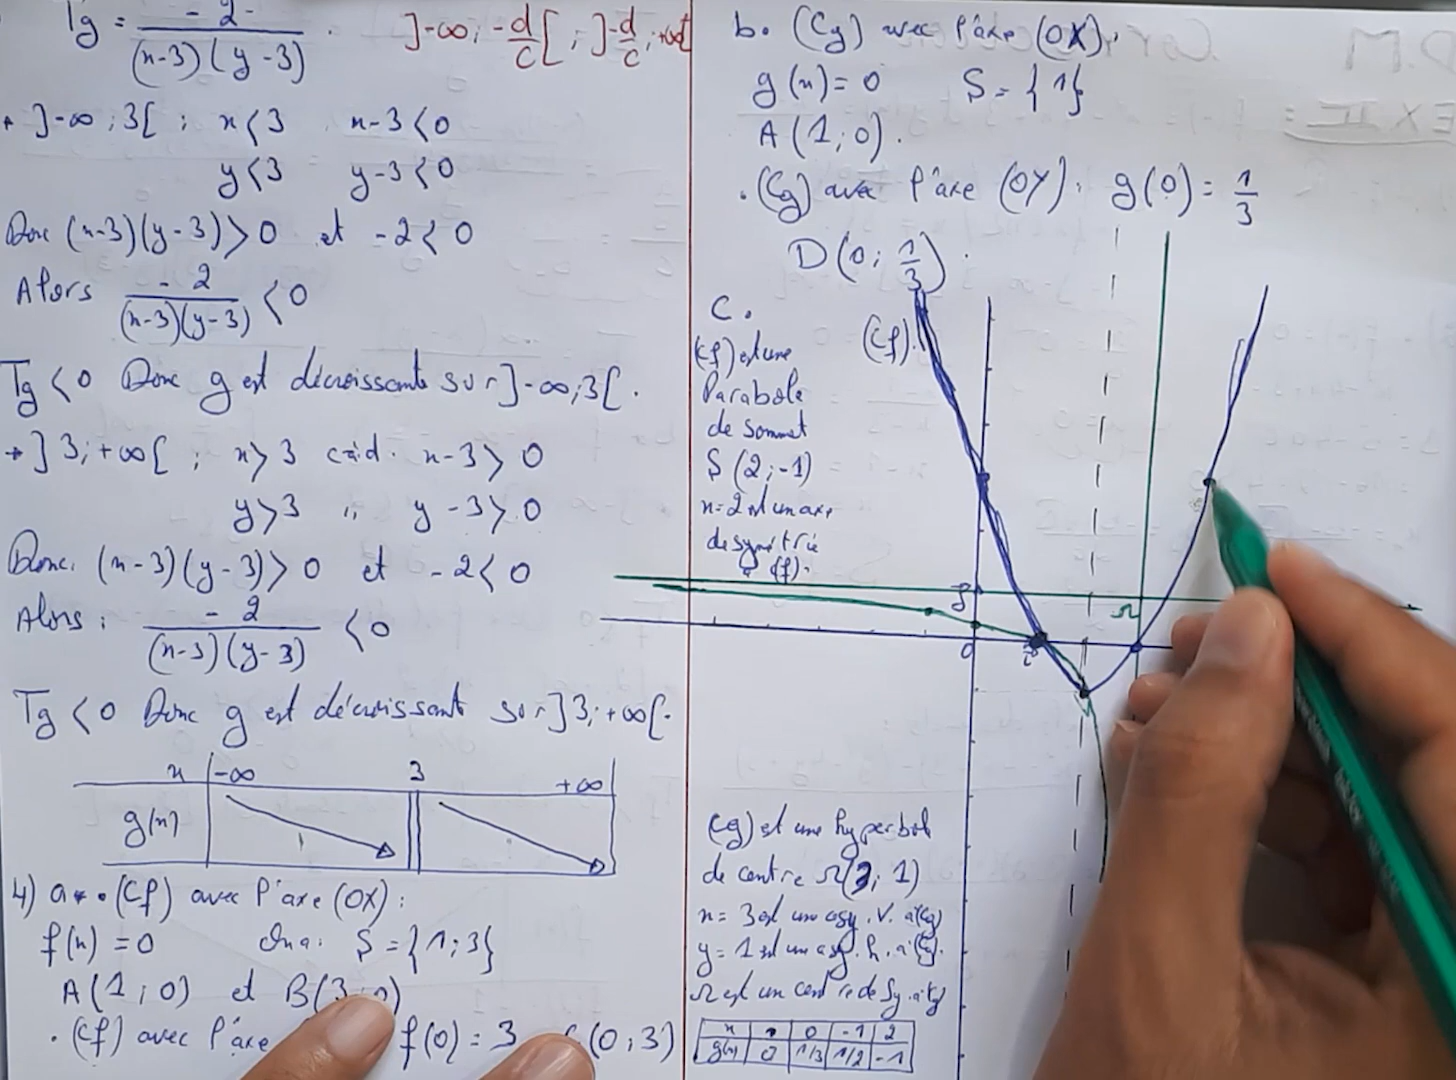 Tg = -2 / (x-3)(y-3) . ]-∞; -d/c[ ; ]-d/c; +∞[
* ]-∞; 3[ ; x<3 x-3<0
y<3 y-3<0
Donc (x-3)(y-3)>0 et -2<0
Alors -2 / (x-3)(y-3) <0
Tg<0 Donc g est décroissante sur ]-∞;3[.
* ]3; +∞[ ; x>3 càd. x-3>0
y>3 " y-3>0
Donc. (x-3)(y-3)>0 et -2<0
Alors: -2 / (x-3)(y-3) <0
Tg<0 Donc g est décroissante sur ]3;+∞[.
x -∞ 3 +∞
g(x)
4) a. (Cf) avec l'axe (OX):
f(x)=0 On a: S={1;3}
A(1;0) et B(3;0)
. (Cf) avec l'axe f(0)=3 (0;3)
b. (Cg) avec l'axe (OX).
g(x)=0 S={1}
A(1;0).
. (Cg) avec l'axe (OY): g(0)=1/3
D(0;1/3).
C.
(Cf) est une
Parabole
de sommet
S(2;-1)
x=2 est un axe
de symétrie
à (f).
(Cf)
j
Ω
O
i
(Cg) est une hyperbole
de centre Ω(3;1)
x=3 est un asy. V. à (Cg)
y=1 est un asy. h. à (Cg).
Ω est un centre de Sy. à Cg
x 1 0 -1 2
g(x) 0 1/3 1/2 -1